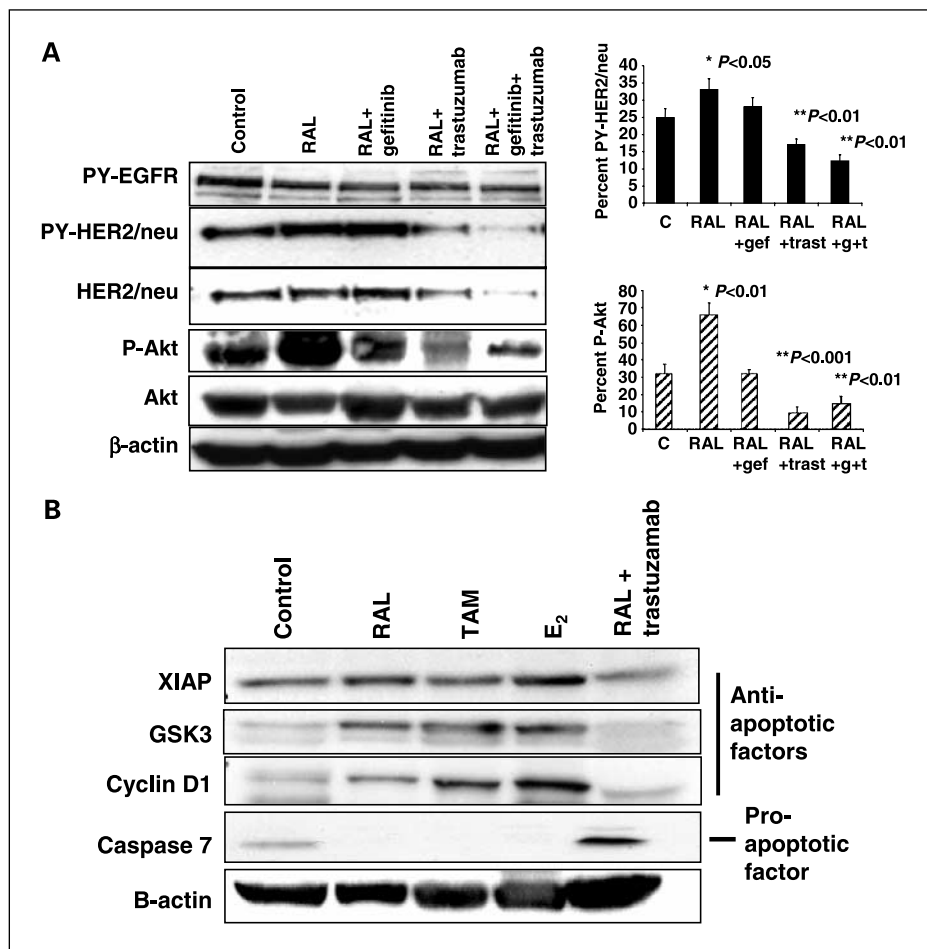 A
Control
RAL
RAL+
gefitinib
RAL+
trastuzumab
RAL+
gefitinib+
trastuzumab
PY-EGFR
PY-HER2/neu
HER2/neu
P-Akt
Akt
β-actin
Percent PY-HER2/neu
45
40
35
30
25
20
15
10
5
0
* P<0.05
**P<0.01
**P<0.01
C
RAL
RAL
+gef
RAL
+trast
RAL
+g+t
Percent P-Akt
80
70
60
50
40
30
20
10
0
* P<0.01
**P<0.001
**P<0.01
C
RAL
RAL
+gef
RAL
+trast
RAL
+g+t
B
Control
RAL
TAM
E2
RAL +
trastuzamab
XIAP
GSK3
Cyclin D1
Caspase 7
B-actin
Anti-
apoptotic
factors
Pro-
apoptotic
factor